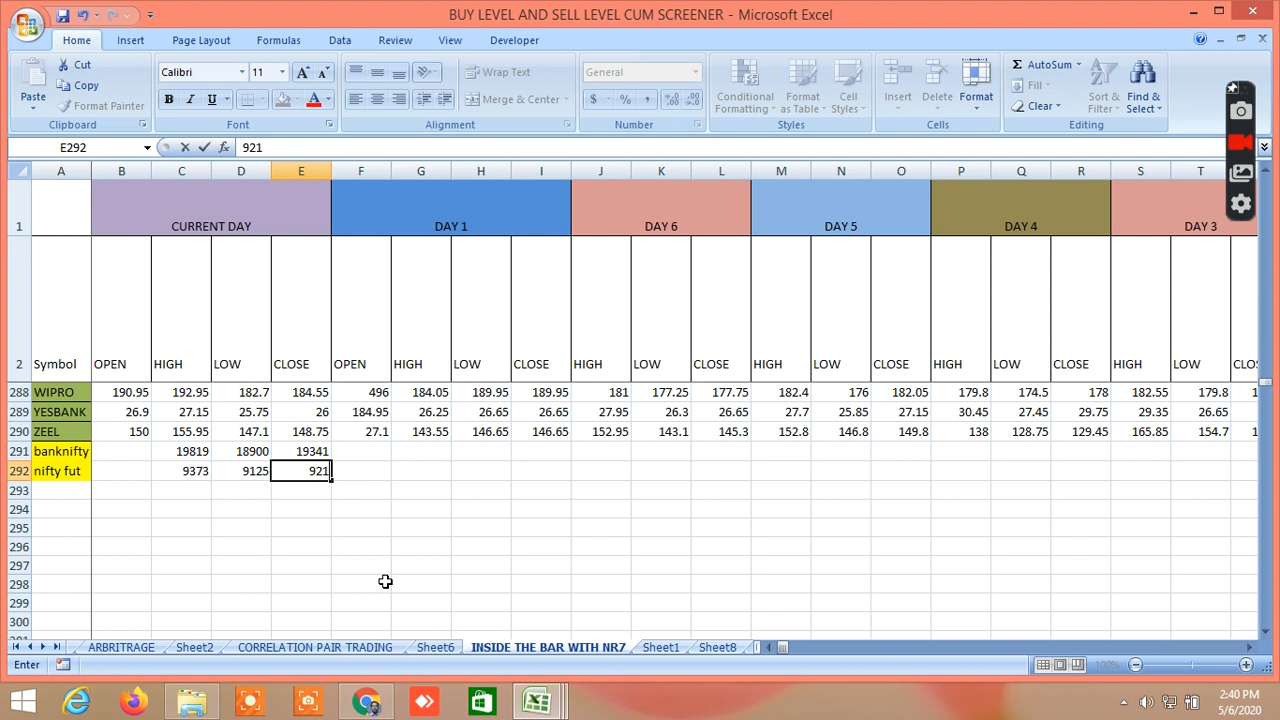 BUY LEVEL AND SELL LEVEL CUM SCREENER - Microsoft Excel
Home Insert Page Layout Formulas Data Review View Developer
Paste Cut Copy Format Painter Clipboard
Calibri 11 B I U Font
Wrap Text Merge & Center Alignment
General $ % , Number
Conditional Formatting Format as Table Cell Styles Styles
Insert Delete Format Cells
Σ AutoSum Fill Clear Sort & Filter Find & Select Editing
E292 fx 921
A B C D E F G H I J K L M N O P Q R S T
1 CURRENT DAY DAY 1 DAY 6 DAY 5 DAY 4 DAY 3
2 Symbol OPEN HIGH LOW CLOSE OPEN HIGH LOW CLOSE HIGH LOW CLOSE HIGH LOW CLOSE HIGH LOW CLOSE HIGH LOW
288 WIPRO 190.95 192.95 182.7 184.55 496 184.05 189.95 189.95 181 177.25 177.75 182.4 176 182.05 179.8 174.5 178 182.55 179.8
289 YESBANK 26.9 27.15 25.75 26 184.95 26.25 26.65 26.65 27.95 26.3 26.65 27.7 25.85 27.15 30.45 27.45 29.75 29.35 26.65
290 ZEEL 150 155.95 147.1 148.75 27.1 143.55 146.65 146.65 152.95 143.1 145 152.8 146.8 149.8 138 128.75 129.45 165.85 154.7
291 banknifty 19819 18900 19341
292 nifty fut 9373 9125 921
293
294
295
296
297
298
299
300
ARBITRAGE Sheet2 CORRELATION PAIR TRADING Sheet6 INSIDE THE BAR WITH NR7 Sheet1 Sheet8
Enter 100%
2:40 PM
5/6/2020